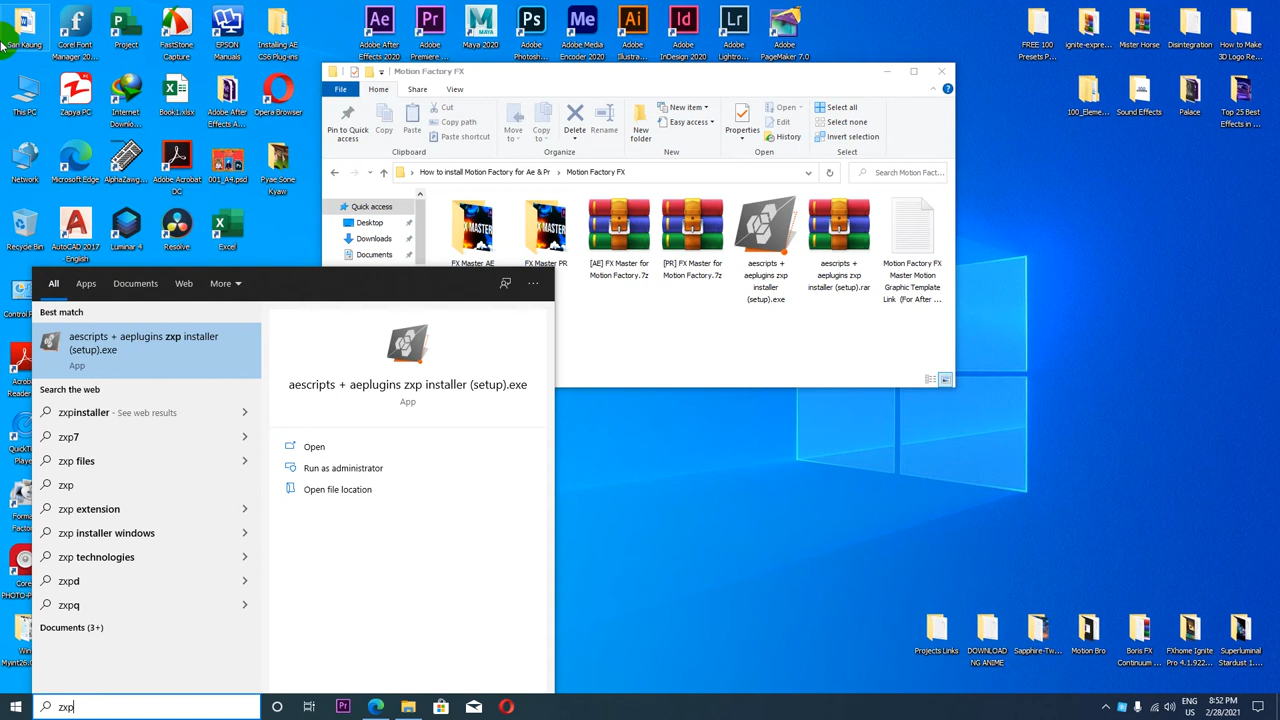 San Kaung
Corel Font Manager 20...
Project
FastStone Capture
EPSON Manuals
Installing AE CS6 Plug-ins
Adobe After Effects 2020
Adobe Premiere ...
Maya 2020
Adobe Photosh...
Adobe Media Encoder 2020
Adobe Illustra...
Adobe InDesign 2020
Adobe Lightro...
Adobe PageMaker 7.0
FREE 100 Presets P...
ignite-expre...
Mister Horse
Disintegration
How to Make 3D Logo Re...
This PC
Zapya PC
Internet Downlo...
Book1.xlsx
Adobe After Effects A...
Opera Browser
100_Eleme...
Sound Effects
Palace
Top 25 Best Effects in ...
Network
Microsoft Edge
AlphaZawg...
Adobe Acrobat DC
001_A4.psd
Pyae Sone Kyaw
Recycle Bin
AutoCAD 2017 - English
Luminar 4
Resolve
Excel
Motion Factory FX
File
Home
Share
View
Pin to Quick access
Copy
Paste
Cut
Copy path
Paste shortcut
Clipboard
Move to
Copy to
Delete
Rename
Organize
New folder
New item
Easy access
New
Properties
Open
Edit
History
Open
Select all
Select none
Invert selection
Select
How to install Motion Factory for Ae & Pr
Motion Factory FX
Search Motion Fact...
Quick access
Desktop
Downloads
Documents
FX Master AE
FX Master PR
[AE] FX Master for Motion Factory.7z
[PR] FX Master for Motion Factory.7z
aescripts + aeplugins zxp installer (setup).exe
aescripts + aeplugins zxp installer (setup).rar
Motion Factory FX Master Motion Graphic Template Link (For After ...
All
Apps
Documents
Web
More
Best match
aescripts + aeplugins zxp installer
(setup).exe
App
Search the web
zxpinstaller - See web results
zxp7
zxp files
zxp
zxp extension
zxp installer windows
zxp technologies
zxpd
zxpq
Documents (3+)
aescripts + aeplugins zxp installer (setup).exe
App
Open
Run as administrator
Open file location
Projects Links
DOWNLOADING ANIME
Sapphire-Tw...
Motion Bro
Boris FX Continuum ...
FXhome Ignite Pro 4.1.922...
Superluminal Stardust 1....
zxp
ENG
US
8:52 PM
2/28/2021